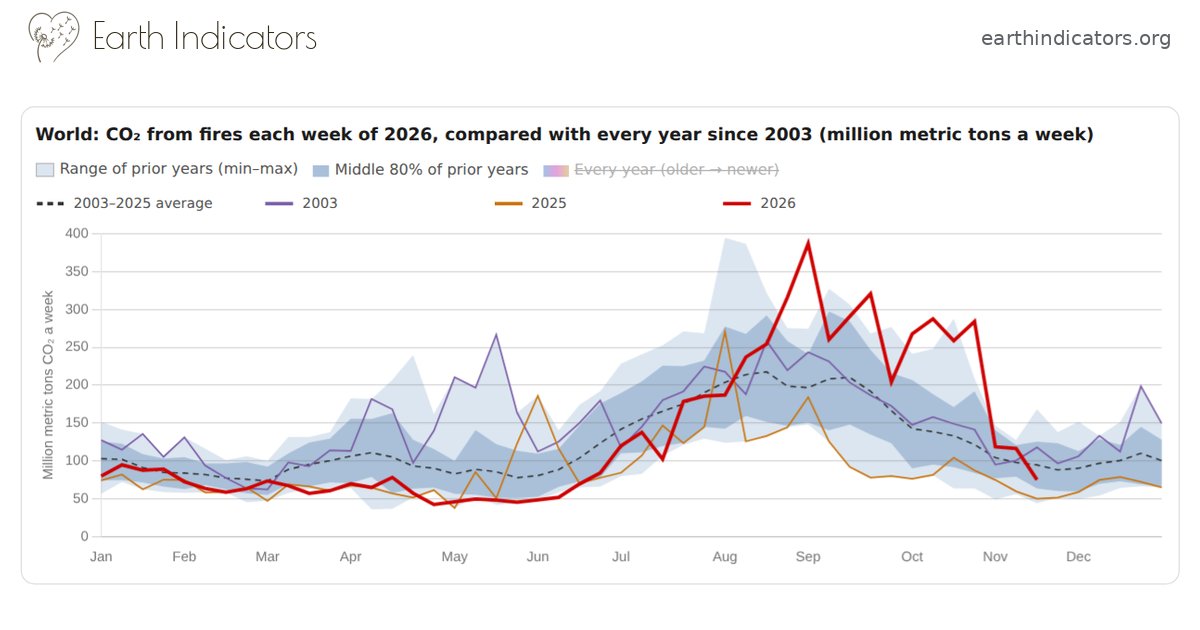 Earth Indicators
earthindicators.org
World: CO₂ from fires each week of 2026, compared with every year since 2003 (million metric tons a week)
Range of prior years (min–max) Middle 80% of prior years Every year (older → newer)
2003–2025 average 2003 2025 2026
Million metric tons CO₂ a week
400
350
300
250
200
150
100
50
0
Jan Feb Mar Apr May Jun Jul Aug Sep Oct Nov Dec